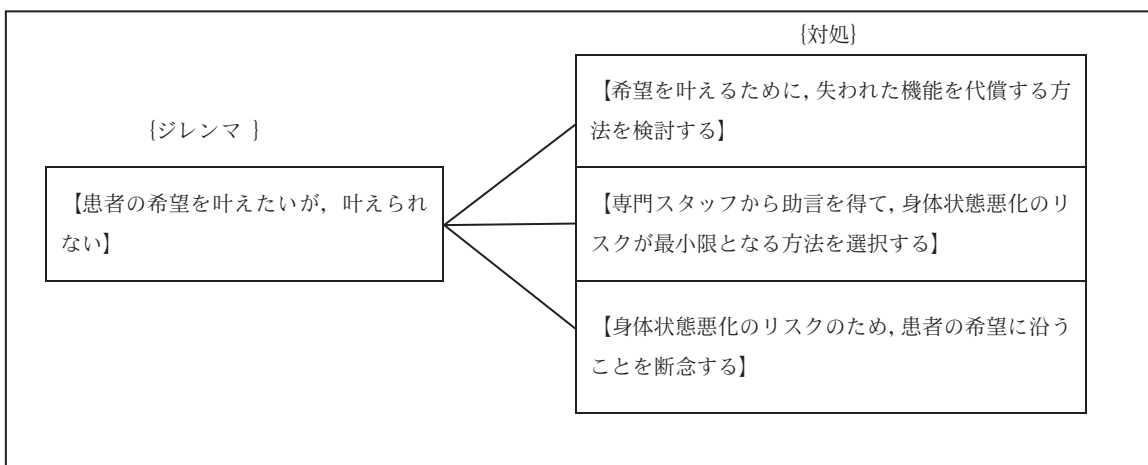 {対処}
{ジレンマ }
【患者の希望を叶えたいが，叶えられ
ない】
【希望を叶えるために，失われた機能を代償する方
法を検討する】
【専門スタッフから助言を得て，身体状態悪化のリ
スクが最小限となる方法を選択する】
【身体状態悪化のリスクのため，患者の希望に沿う
ことを断念する】